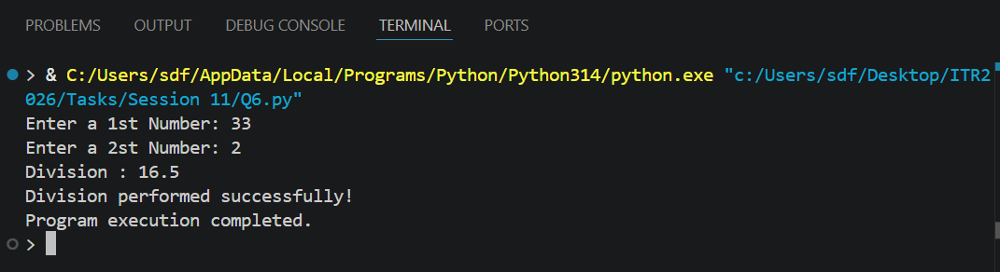 PROBLEMS OUTPUT DEBUG CONSOLE TERMINAL PORTS
> & C:/Users/sdf/AppData/Local/Programs/Python/Python314/python.exe "c:/Users/sdf/Desktop/ITR2
026/Tasks/Session 11/Q6.py"
Enter a 1st Number: 33
Enter a 2st Number: 2
Division : 16.5
Division performed successfully!
Program execution completed.
>